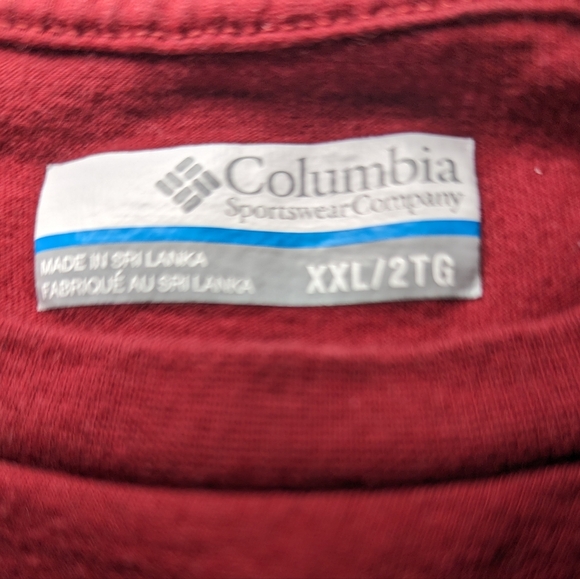 Columbia
Sportswear Company
MADE IN SRI LANKA
FABRIQUÉ AU SRI LANKA
XXL/2TG